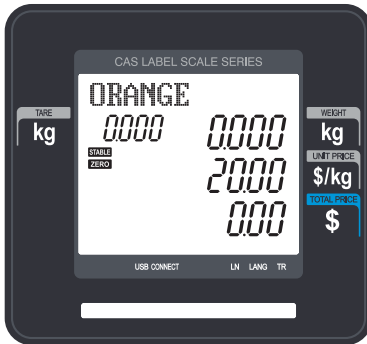 CAS LABEL SCALE SERIES
ORANGE
TARE
kg
0.000
STABLE
ZERO
0.000
WEIGHT
kg
20.00
UNIT PRICE
$/kg
0.00
TOTAL PRICE
$
USB CONNECT LN LANG TR